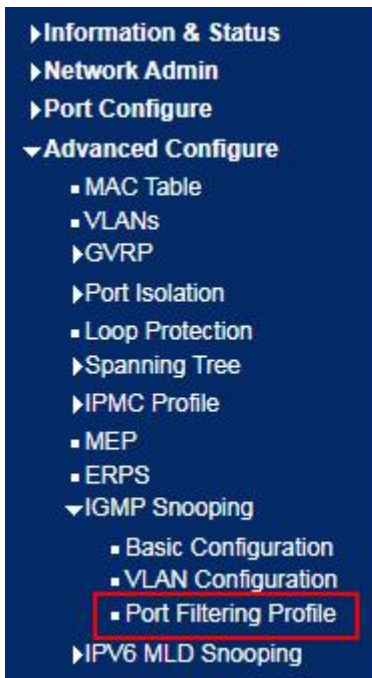 Information & Status
Network Admin
Port Configure
Advanced Configure
MAC Table
VLANs
GVRP
Port Isolation
Loop Protection
Spanning Tree
IPMC Profile
MEP
ERPS
IGMP Snooping
Basic Configuration
VLAN Configuration
Port Filtering Profile
IPV6 MLD Snooping